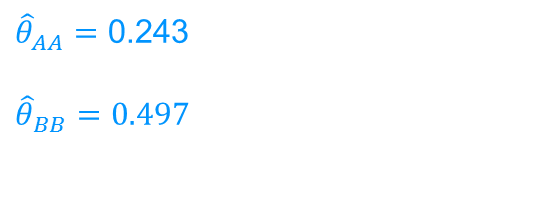 θ̂_AA = 0.243
θ̂_BB = 0.497